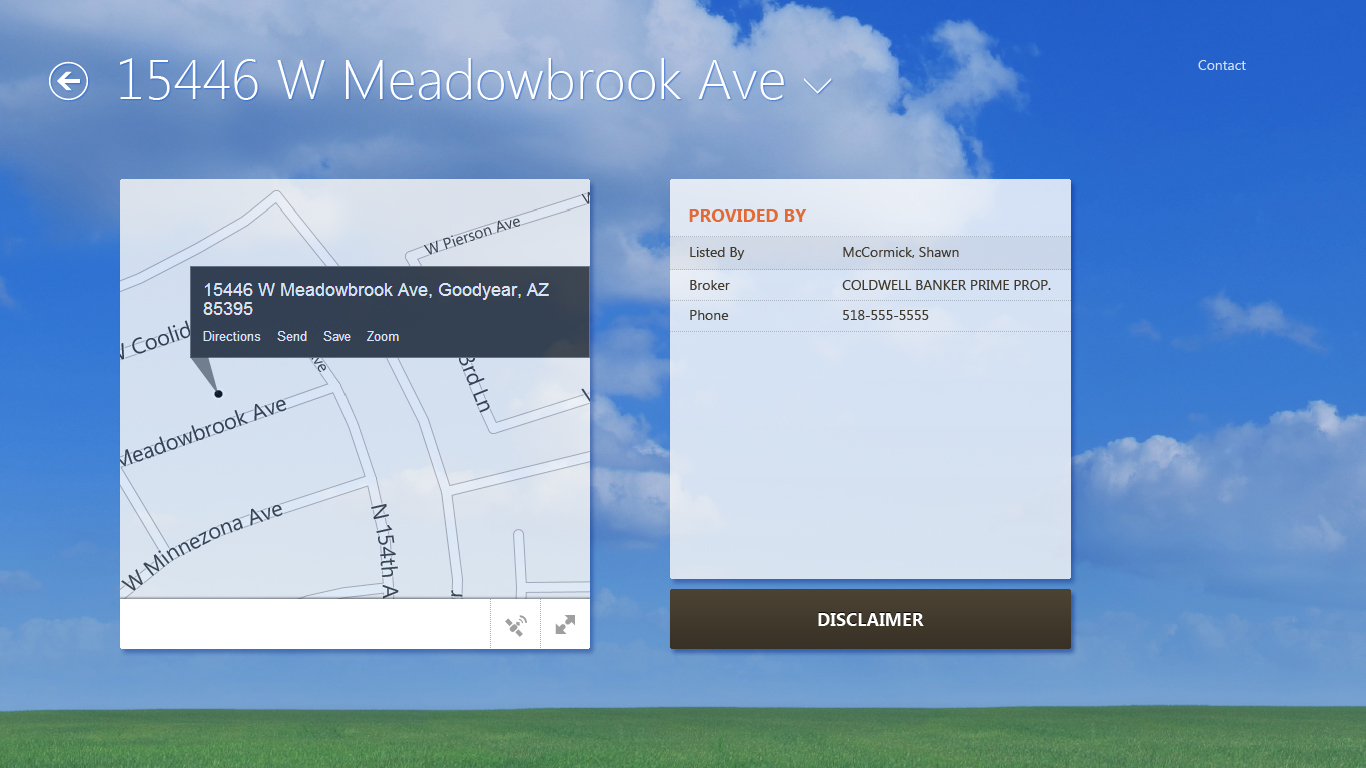 15446 W Meadowbrook Ave
Contact
W Pierson Ave
15446 W Meadowbrook Ave, Goodyear, AZ
85395
Directions Send Save Zoom
W Coolid
Ave
3rd Ln
Meadowbrook Ave
W Minnezona Ave
N 154th A
PROVIDED BY
Listed By McCormick, Shawn
Broker COLDWELL BANKER PRIME PROP.
Phone 518-555-5555
DISCLAIMER